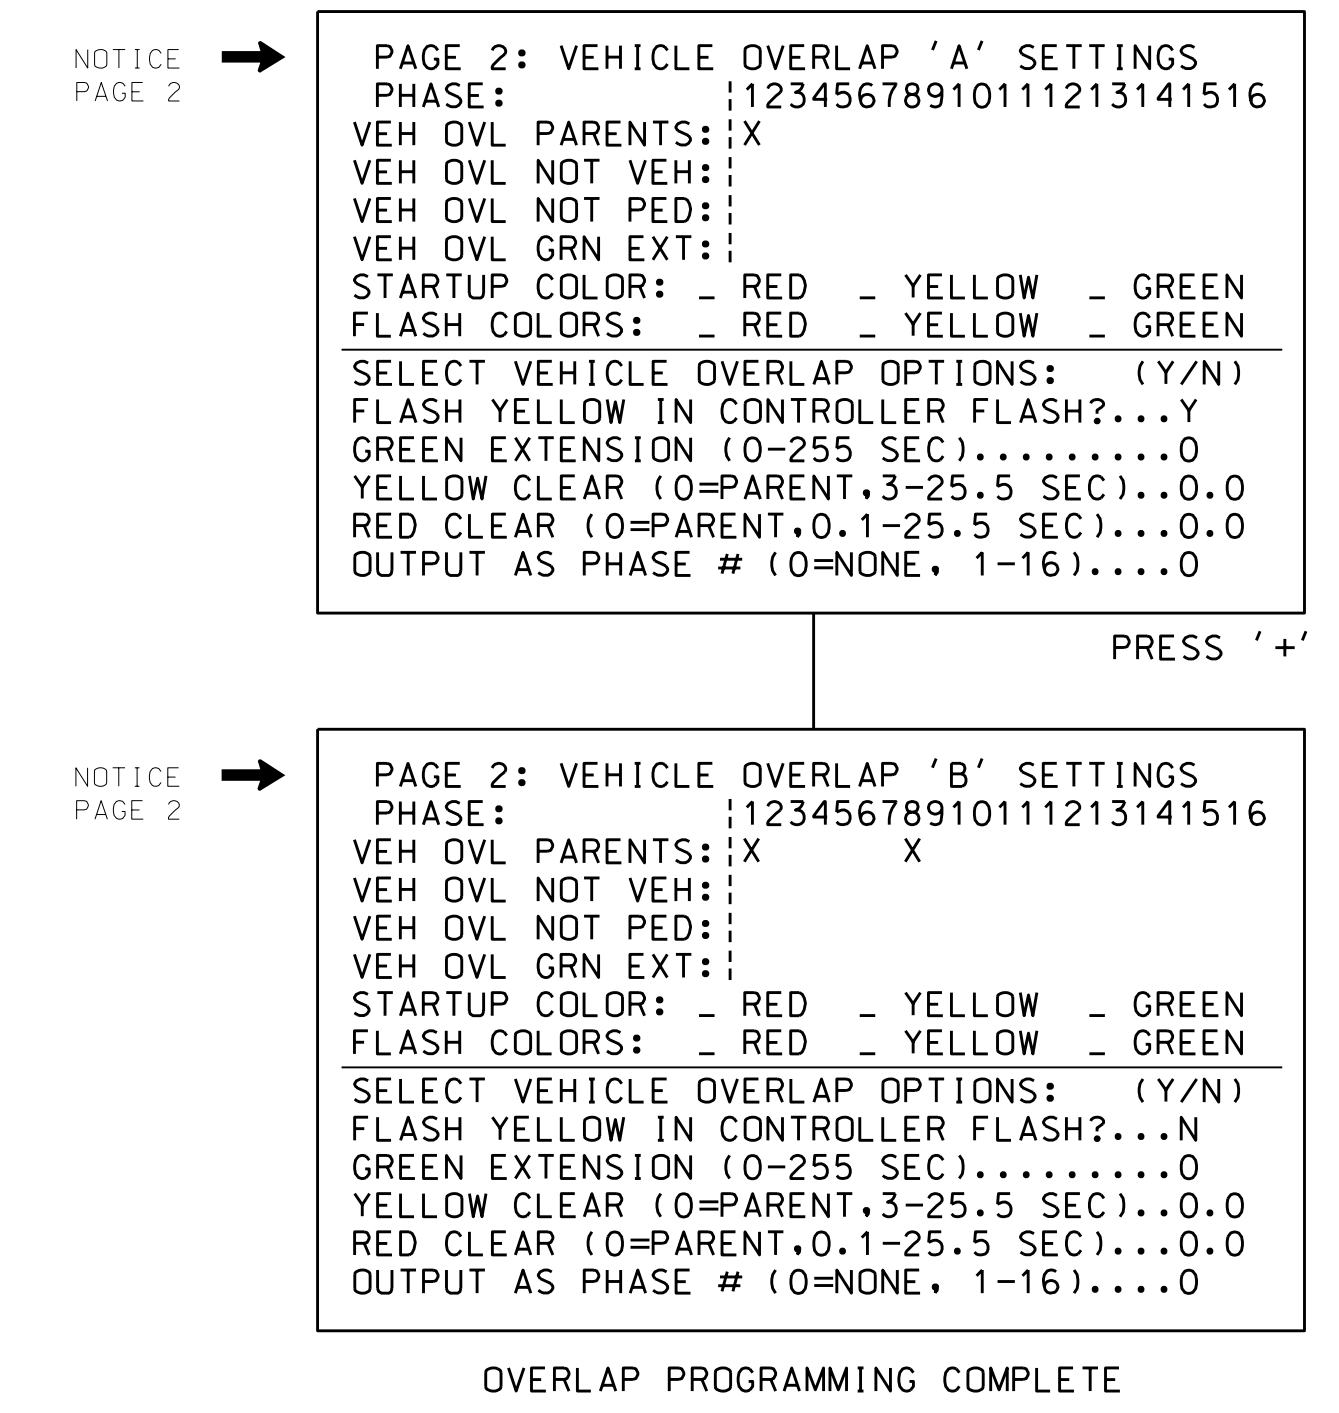 NOTICE
PAGE 2
PAGE 2: VEHICLE OVERLAP 'A' SETTINGS
PHASE: ¦12345678910111213141516
VEH OVL PARENTS:¦X
VEH OVL NOT VEH:¦
VEH OVL NOT PED:¦
VEH OVL GRN EXT:¦
STARTUP COLOR: _ RED _ YELLOW _ GREEN
FLASH COLORS: _ RED _ YELLOW _ GREEN
SELECT VEHICLE OVERLAP OPTIONS: (Y/N)
FLASH YELLOW IN CONTROLLER FLASH?...Y
GREEN EXTENSION (0-255 SEC).........0
YELLOW CLEAR (0=PARENT,3-25.5 SEC)..0.0
RED CLEAR (0=PARENT,0.1-25.5 SEC)...0.0
OUTPUT AS PHASE # (0=NONE, 1-16)....0
PRESS '+'
NOTICE
PAGE 2
PAGE 2: VEHICLE OVERLAP 'B' SETTINGS
PHASE: ¦12345678910111213141516
VEH OVL PARENTS:¦X X
VEH OVL NOT VEH:¦
VEH OVL NOT PED:¦
VEH OVL GRN EXT:¦
STARTUP COLOR: _ RED _ YELLOW _ GREEN
FLASH COLORS: _ RED _ YELLOW _ GREEN
SELECT VEHICLE OVERLAP OPTIONS: (Y/N)
FLASH YELLOW IN CONTROLLER FLASH?...N
GREEN EXTENSION (0-255 SEC).........0
YELLOW CLEAR (0=PARENT,3-25.5 SEC)..0.0
RED CLEAR (0=PARENT,0.1-25.5 SEC)...0.0
OUTPUT AS PHASE # (0=NONE, 1-16)....0
OVERLAP PROGRAMMING COMPLETE